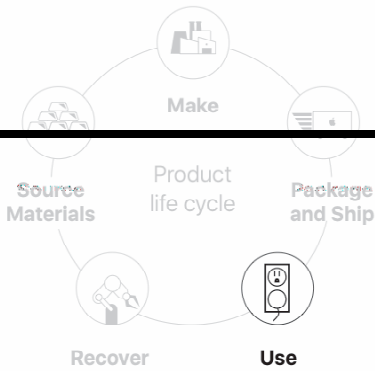 Make
Product
life cycle
Source
Materials
Package
and Ship
Recover
Use